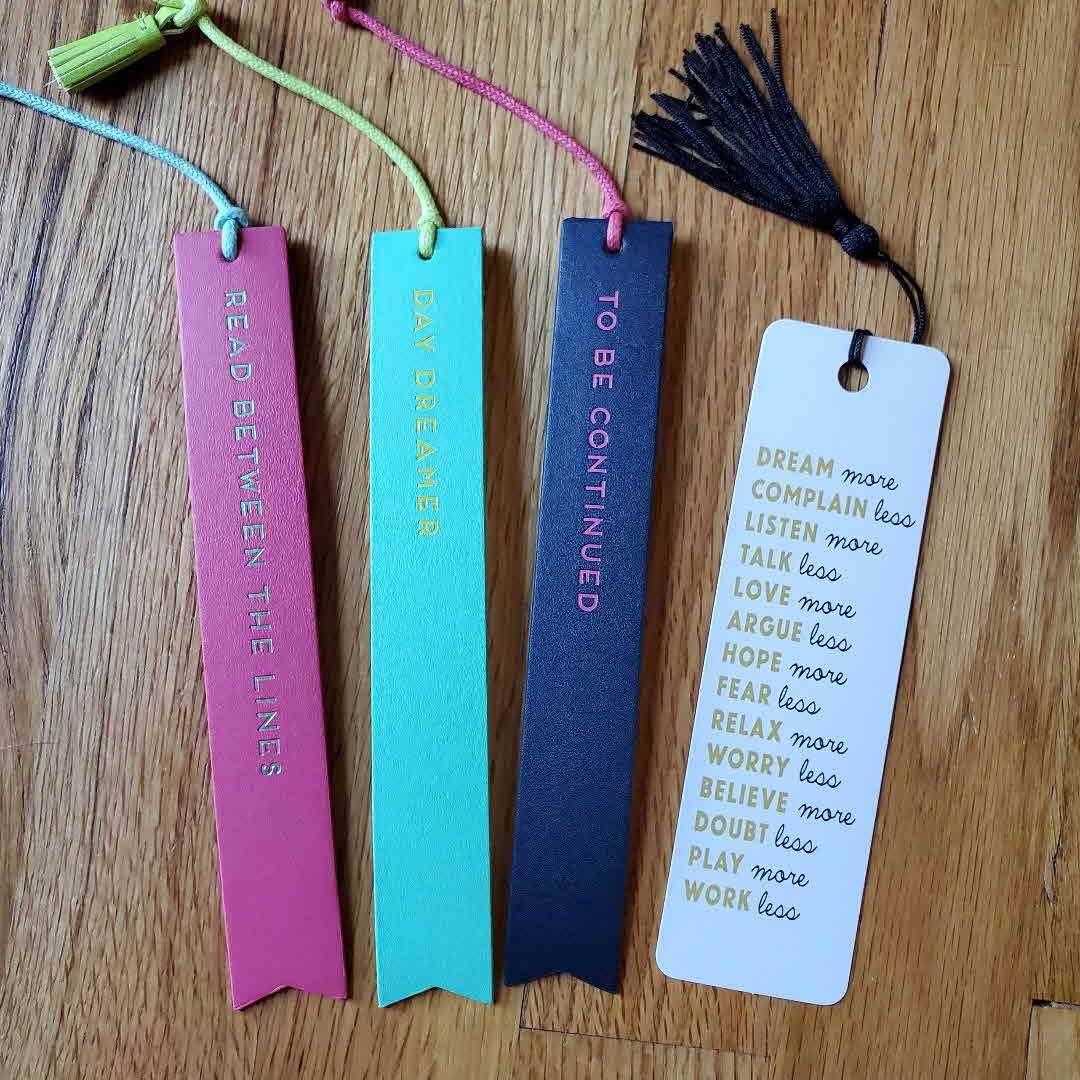 READ BETWEEN THE LINES
DAY DREAMER
TO BE CONTINUED
DREAM more
COMPLAIN less
LISTEN more
TALK less
LOVE more
ARGUE less
HOPE more
FEAR less
RELAX more
WORRY less
BELIEVE more
DOUBT less
PLAY more
WORK less